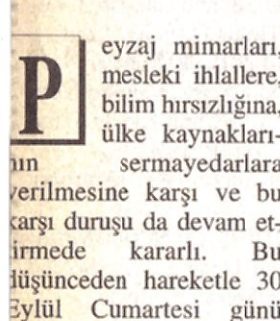 Peyzaj mimarları,
mesleki ihlallere,
bilim hırsızlığına,
ülke kaynakları-
nın sermayedarlara
verilmesine karşı ve bu
karşı duruşu da devam et-
tirmede kararlı. Bu
düşünceden hareketle 30
Eylül Cumartesi günü